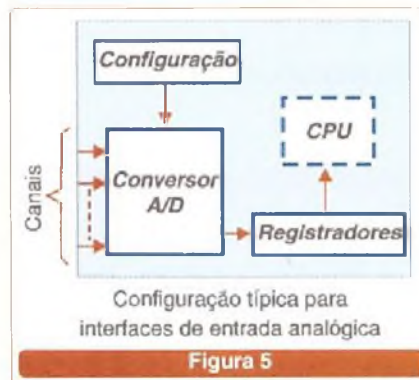 Configuração
CPU
Canais
Conversor
A/D
Registradores
Configuração típica para
interfaces de entrada analógica
Figura 5